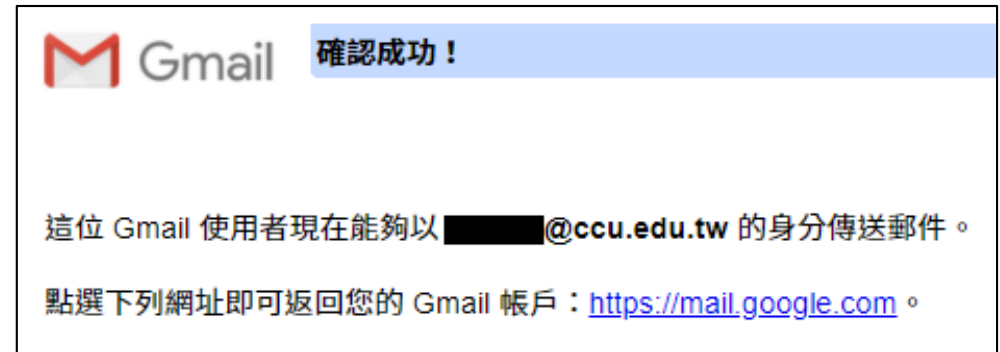 Gmail 確認成功！
這位 Gmail 使用者現在能夠以 @ccu.edu.tw 的身分傳送郵件。
點選下列網址即可返回您的 Gmail 帳戶：https://mail.google.com。